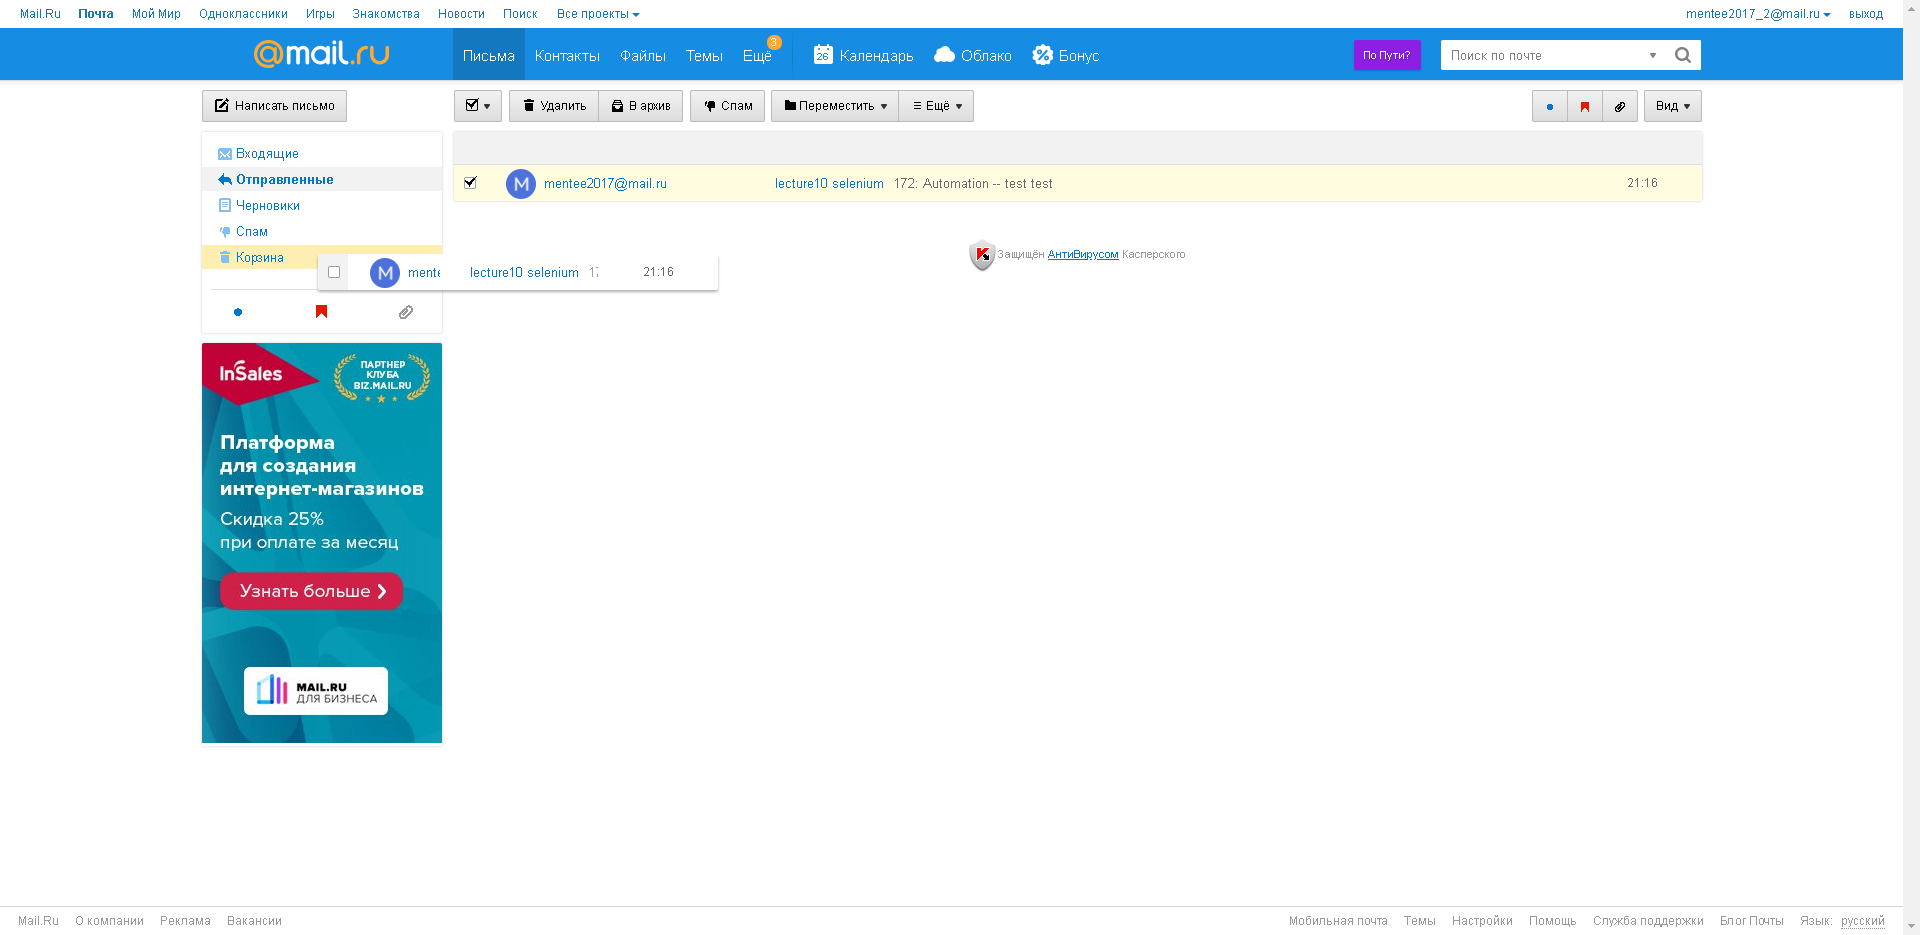 Mail.Ru Почта Мой Мир Одноклассники Игры Знакомства Новости Поиск Все проекты mentee2017_2@mail.ru выход
@mail.ru Письма Контакты Файлы Темы Ещё 3 26 Календарь Облако Бонус По Пути? Поиск по почте
Написать письмо Удалить В архив Спам Переместить Ещё Вид
Входящие
Отправленные
Черновики
Спам
Корзина
M mentee2017@mail.ru lecture10 selenium 172: Automation -- test test 21:16
Защищён АнтиВирусом Касперского
M mente lecture10 selenium 17 21:16
InSales
ПАРТНЕР
КЛУБА
BIZ.MAIL.RU
Платформа
для создания
интернет-магазинов
Скидка 25%
при оплате за месяц
Узнать больше
MAIL.RU
ДЛЯ БИЗНЕСА
Mail.Ru О компании Реклама Вакансии Мобильная почта Темы Настройки Помощь Служба поддержки Блог Почты Язык: русский